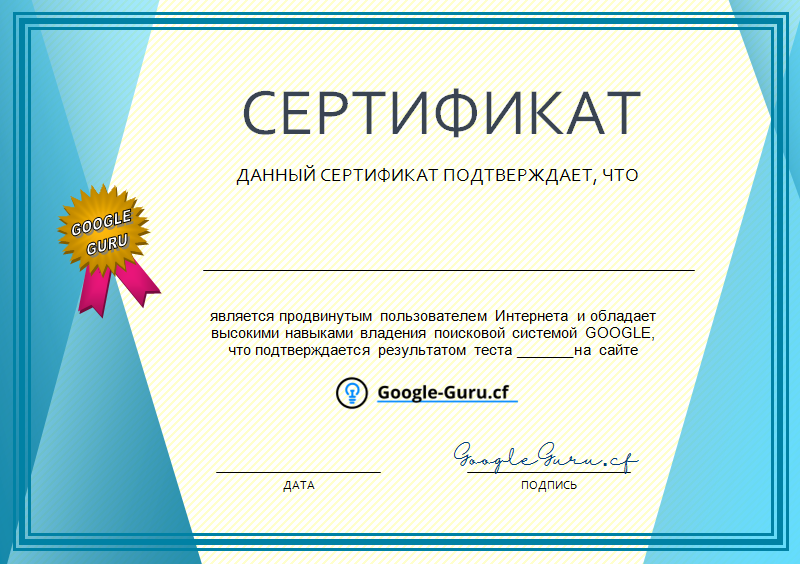 СЕРТИФИКАТ
ДАННЫЙ СЕРТИФИКАТ ПОДТВЕРЖДАЕТ, ЧТО
GOOGLE
GURU
является продвинутым пользователем Интернета и обладает
высокими навыками владения поисковой системой GOOGLE,
что подтверждается результатом теста _______на сайте
Google-Guru.cf
GoogleGuru.cf
ДАТА
ПОДПИСЬ